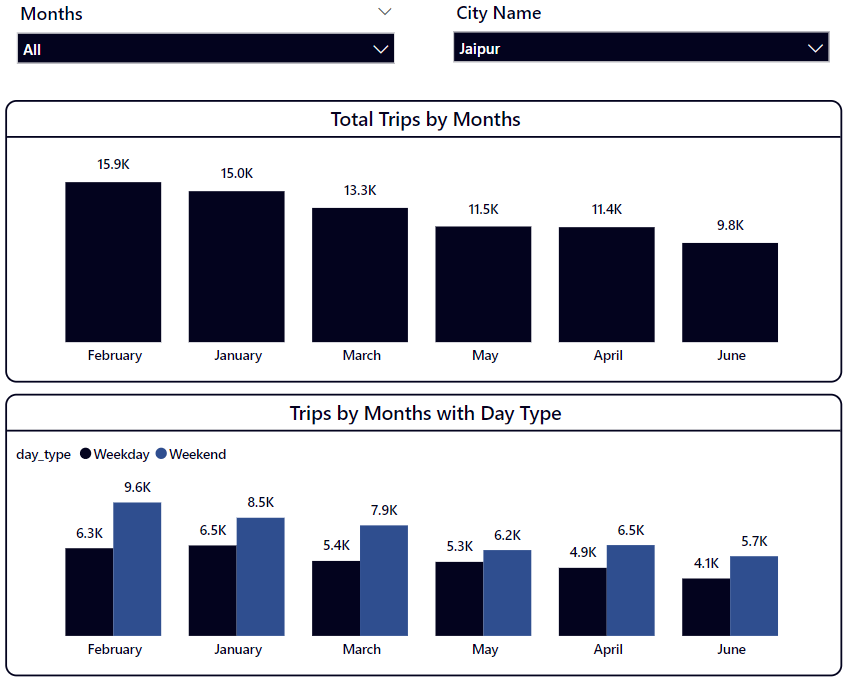 Months
City Name
All
Jaipur
Total Trips by Months
15.9K
15.0K
13.3K
11.5K
11.4K
9.8K
February
January
March
May
April
June
Trips by Months with Day Type
day_type Weekday Weekend
9.6K
8.5K
7.9K
6.3K
6.5K
5.4K
5.3K
6.2K
4.9K
6.5K
4.1K
5.7K
February
January
March
May
April
June